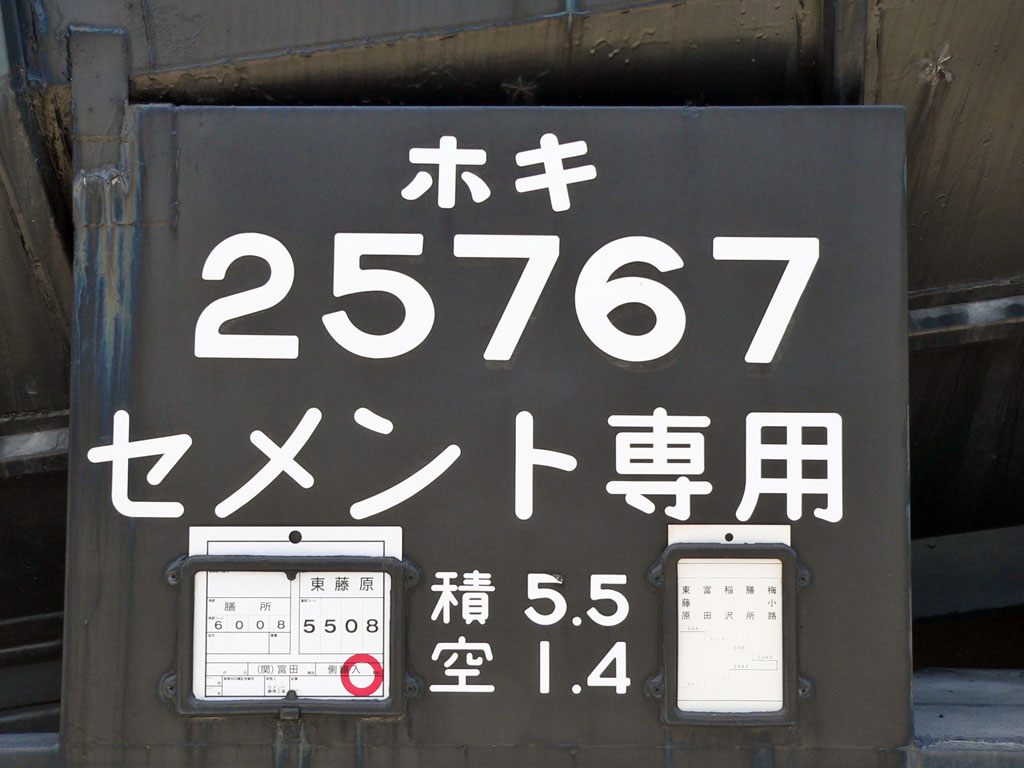 ホキ
25767
セメント専用
積 5.5
空 1.4
東藤原
膳所
6008
5508
(関)富田
側線入
東藤原
富田
稲沢
膳所
梅小路